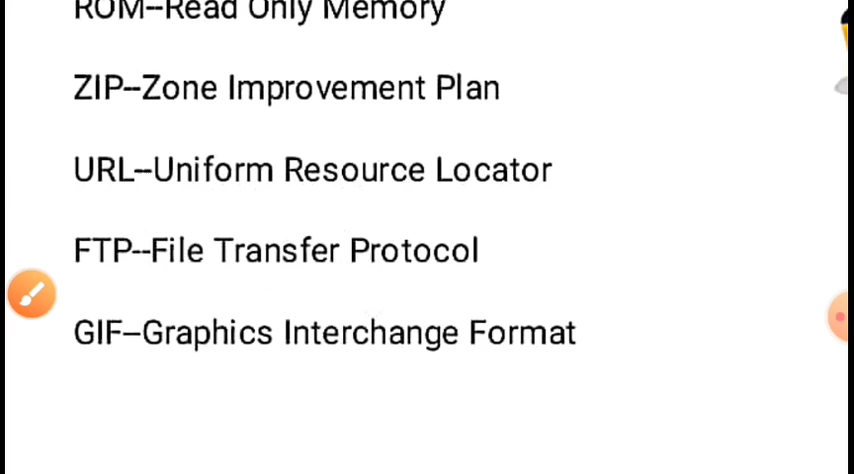 ROM--Read Only Memory
ZIP--Zone Improvement Plan
URL--Uniform Resource Locator
FTP--File Transfer Protocol
GIF–Graphics Interchange Format